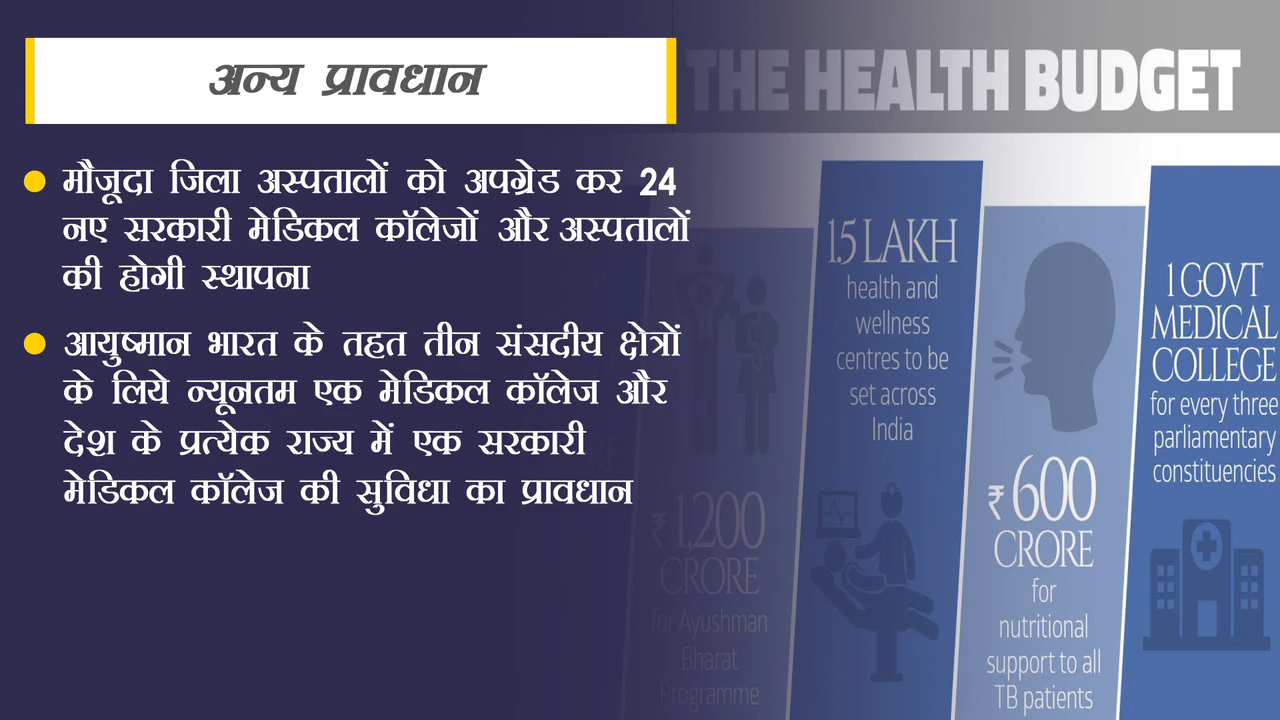 अन्य प्रावधान
मौजूदा जिला अस्पतालों को अपग्रेड कर 24
नए सरकारी मेडिकल कॉलेजों और अस्पतालों
की होगी स्थापना
आयुष्मान भारत के तहत तीन संसदीय क्षेत्रों
के लिये न्यूनतम एक मेडिकल कॉलेज और
देश के प्रत्येक राज्य में एक सरकारी
मेडिकल कॉलेज की सुविधा का प्रावधान
THE HEALTH BUDGET
₹1,200
CRORE
for Ayushman
Bharat
Programme
1.5 LAKH
health and
wellness
centres to be
set across
India
₹600
CRORE
for
nutritional
support to all
TB patients
1 GOVT
MEDICAL
COLLEGE
for every three
parliamentary
constituencies